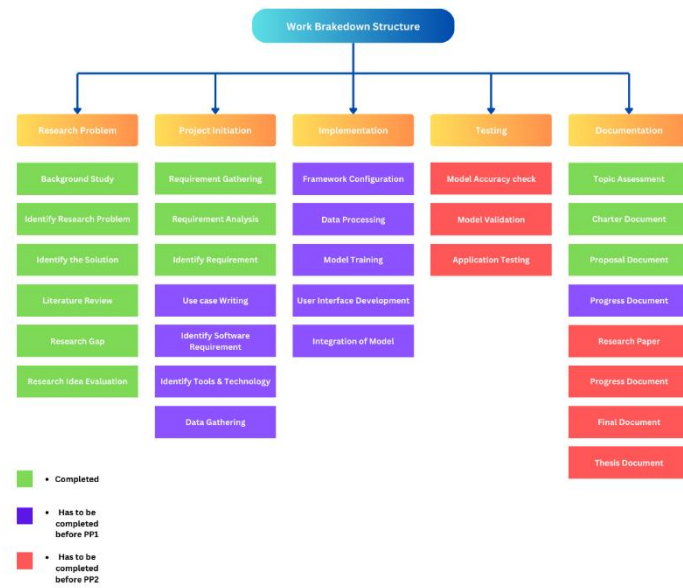 Work Brakedown Structure
Research Problem
Background Study
Identify Research Problem
Identify the Solution
Literature Review
Research Gap
Research Idea Evaluation
Project Initiation
Requirement Gathering
Requirement Analysis
Identify Requirement
Use case Writing
Identify Software
Requirement
Identify Tools & Technology
Data Gathering
Implementation
Framework Configuration
Data Processing
Model Training
User Interface Development
Integration of Model
Testing
Model Accuracy check
Model Validation
Application Testing
Documentation
Topic Assessment
Charter Document
Proposal Document
Progress Document
Research Paper
Progress Document
Final Document
Thesis Document
• Completed
• Has to be
completed
before PP1
• Has to be
completed
before PP2